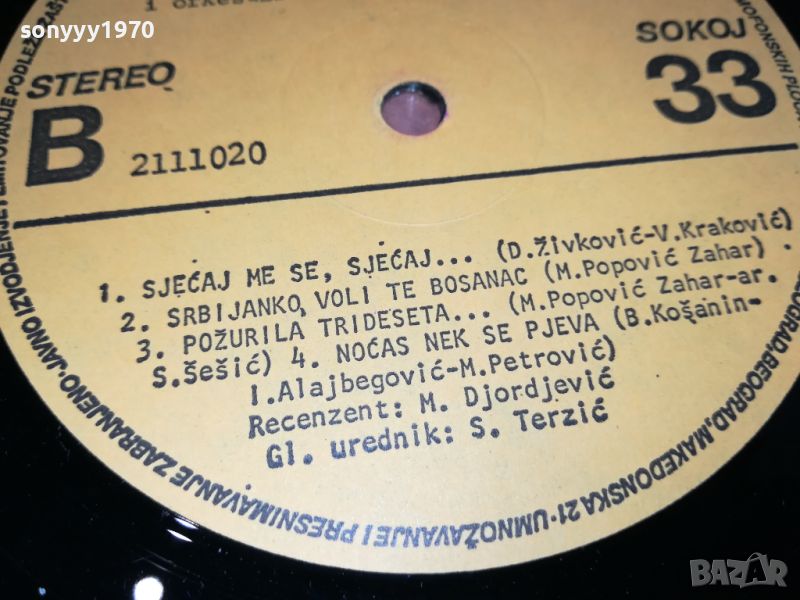 sonyyy1970
SOKOJ
STEREO
33
B
2111020
1. SJEĆAJ ME SE, SJEĆAJ... (D.Živković-V.Kraković)
2. SRBIJANKO, VOLI TE BOSANAC (M.Popović Zahar)
3. POŽURILA TRIDESETA... (M.Popović Zahar-ar.
S.Šešić) 4. NOĆAS NEK SE PJEVA (B.Košanin-
I.Alajbegović-M.Petrović)
Recenzent: M. Djordjević
Gl. urednik: S. Terzić
BEOGRAD, MAKEDONSKA 21 · UMNOŽAVANJE I PRESNIMAVANJE ZABRANJENO · JAVNO IZVODJENJE I EMITOVANJE PODLEŽE
BAZAR